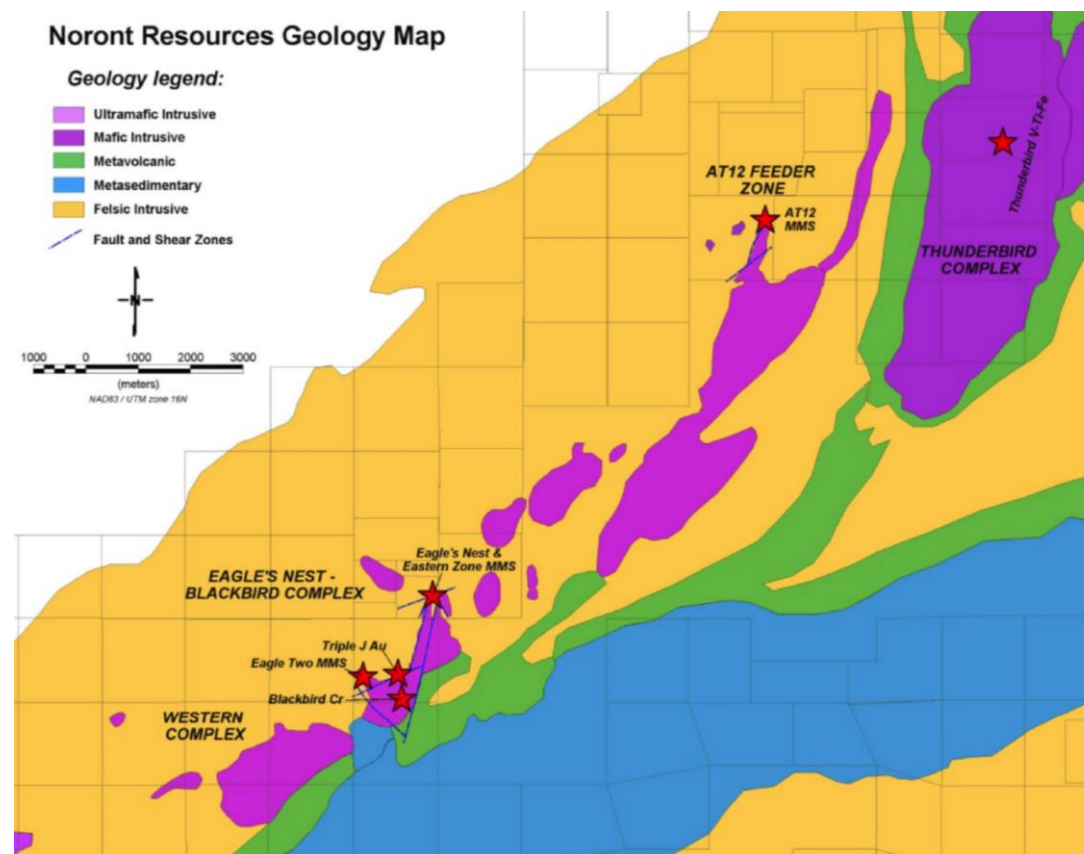 Noront Resources Geology Map
Geology legend:
Ultramafic Intrusive
Mafic Intrusive
Metavolcanic
Metasedimentary
Felsic Intrusive
Fault and Shear Zones
N
1000 0 1000 2000 3000
(meters)
NAD83 / UTM zone 16N
AT12 FEEDER
ZONE
AT12
MMS
Thunderbird V-Ti-Fe
THUNDERBIRD
COMPLEX
Eagle's Nest &
Eastern Zone MMS
EAGLE'S NEST -
BLACKBIRD COMPLEX
Triple J Au
Eagle Two MMS
Blackbird Cr
WESTERN
COMPLEX